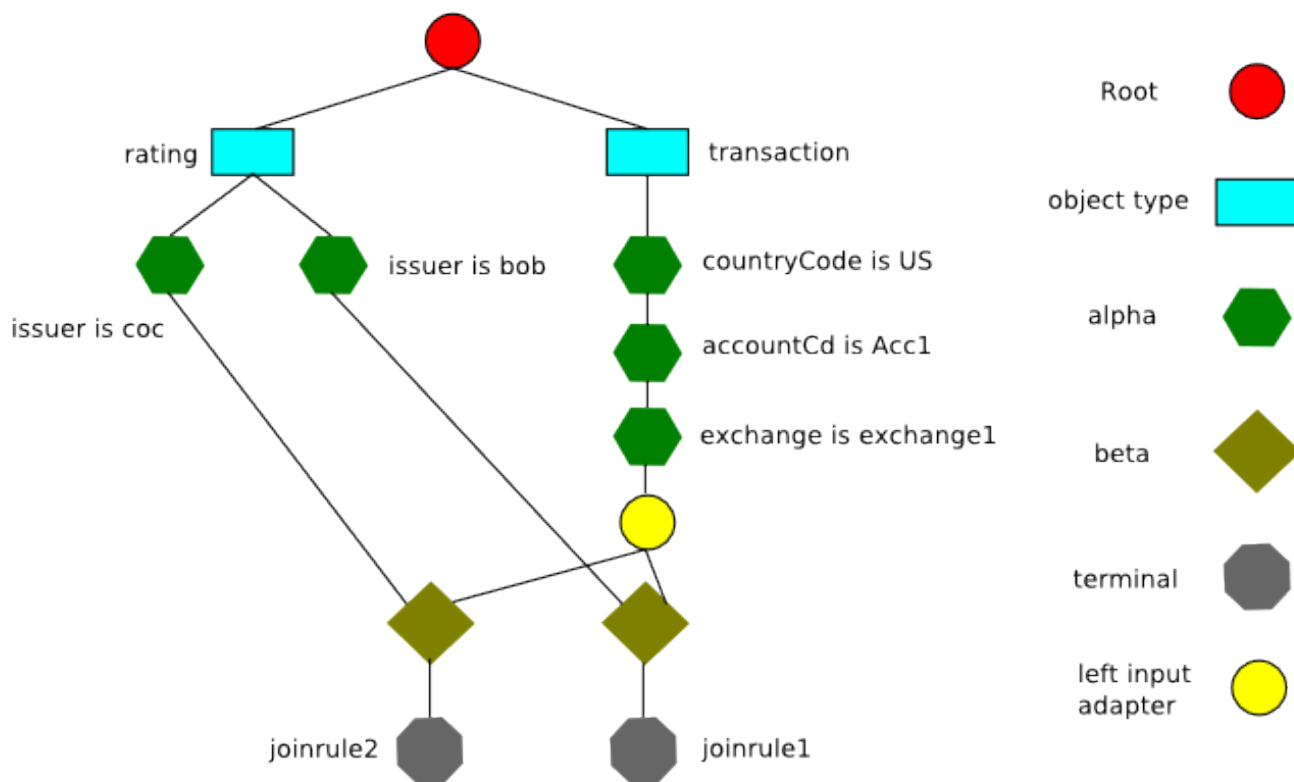 Root
rating
transaction
object type
issuer is bob
countryCode is US
issuer is coc
alpha
accountCd is Acc1
exchange is exchange1
beta
terminal
left input
adapter
joinrule2
joinrule1